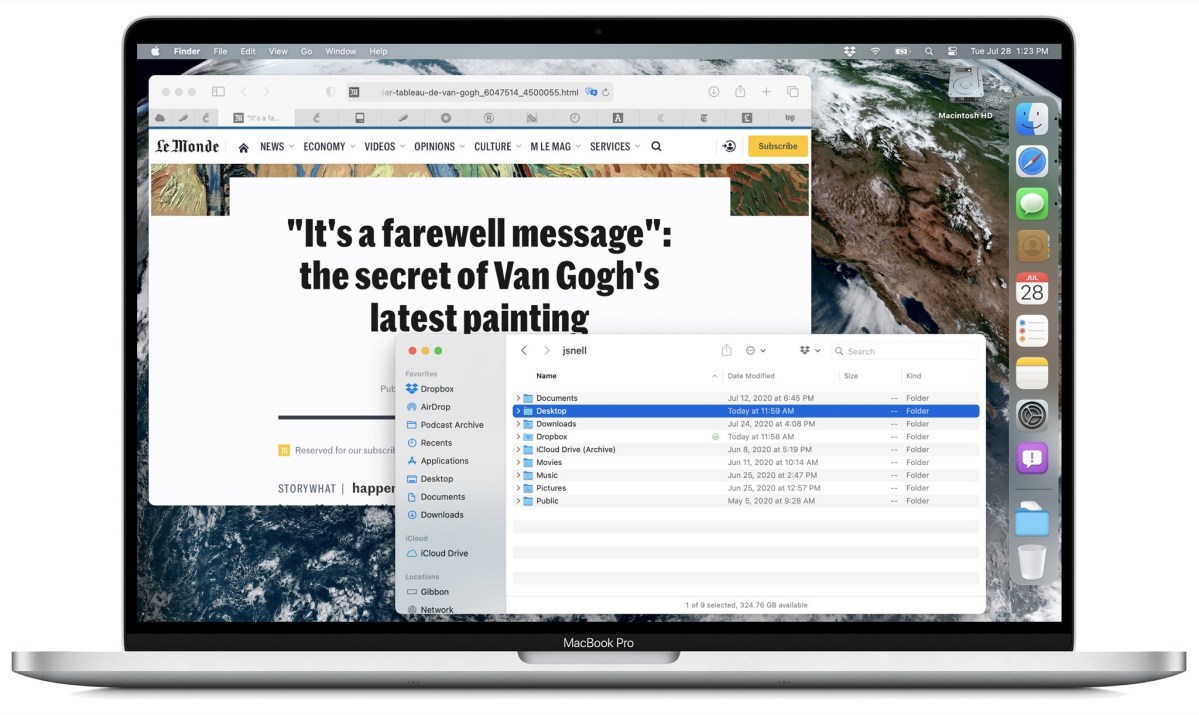 Finder File Edit View Go Window Help
Tue Jul 28 1:23 PM
Macintosh HD
ier-tableau-de-van-gogh_6047514_4500055.html
"It's a fa…
Le Monde
NEWS
ECONOMY
VIDEOS
OPINIONS
CULTURE
M LE MAG
SERVICES
Subscribe
"It's a farewell message":
the secret of Van Gogh's
latest painting
Pub
Reserved for our subscrib
STORYWHAT | happen
jsnell
Search
Favorites
Dropbox
AirDrop
Podcast Archive
Recents
Applications
Desktop
Documents
Downloads
iCloud
iCloud Drive
Locations
Gibbon
Network
Name Date Modified Size Kind
Documents Jul 12, 2020 at 6:45 PM -- Folder
Desktop Today at 11:59 AM -- Folder
Downloads Jul 24, 2020 at 4:08 PM -- Folder
Dropbox Today at 11:58 AM -- Folder
iCloud Drive (Archive) Jun 8, 2020 at 5:19 PM -- Folder
Movies Jun 11, 2020 at 10:14 AM -- Folder
Music Jun 25, 2020 at 2:47 PM -- Folder
Pictures Jun 25, 2020 at 12:57 PM -- Folder
Public May 5, 2020 at 9:28 AM -- Folder
1 of 9 selected, 324.76 GB available
JUL
28
MacBook Pro